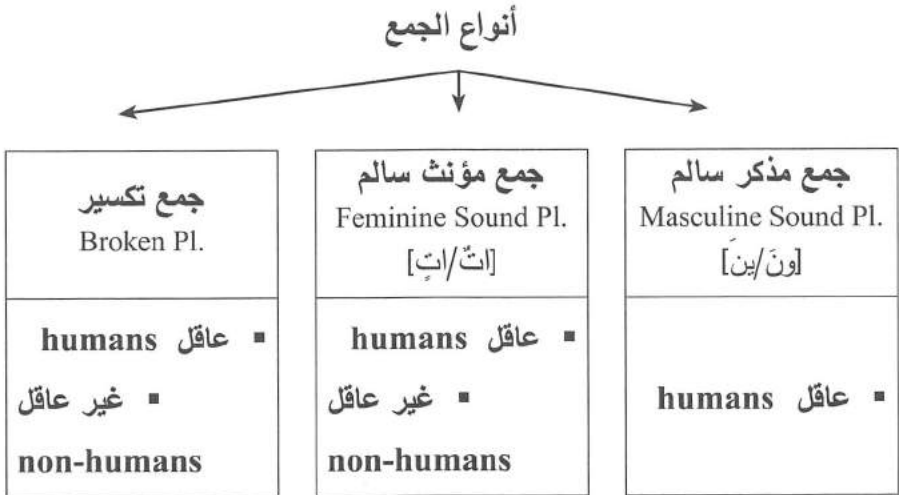 أنواع الجمع
جمع مذكر سالم
Masculine Sound Pl.
[ونَ/ينَ]
▪ عاقل humans
جمع مؤنث سالم
Feminine Sound Pl.
[اتٌ/اتٍ]
▪ عاقل humans
▪ غير عاقل
non-humans
جمع تكسير
Broken Pl.
▪ عاقل humans
▪ غير عاقل
non-humans